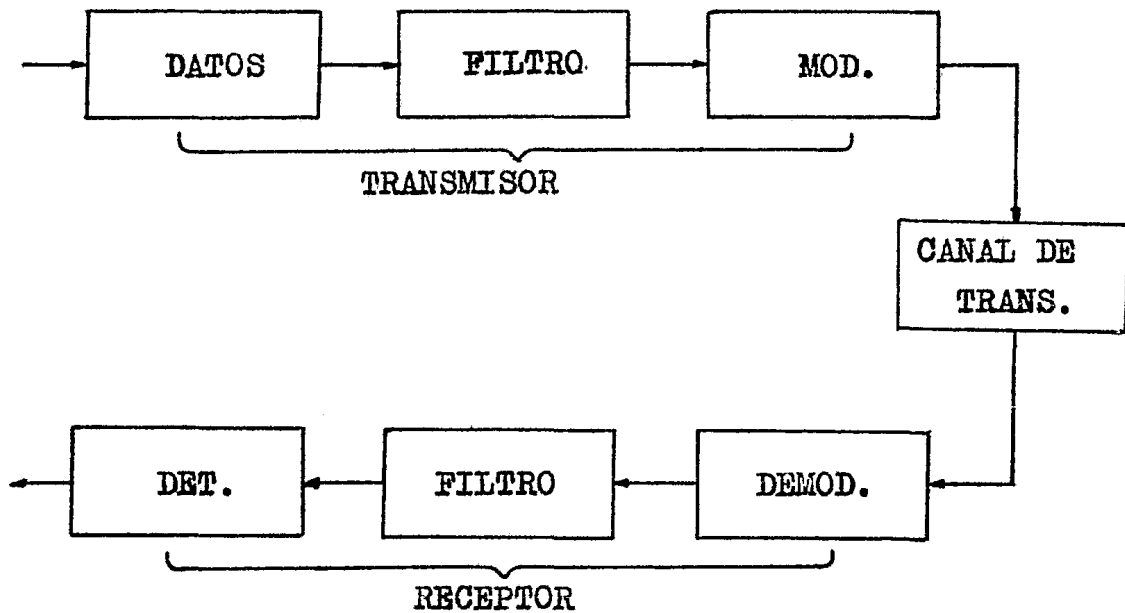 DATOS
FILTRO
MOD.
TRANSMISOR
CANAL DE
TRANS.
DET.
FILTRO
DEMOD.
RECEPTOR